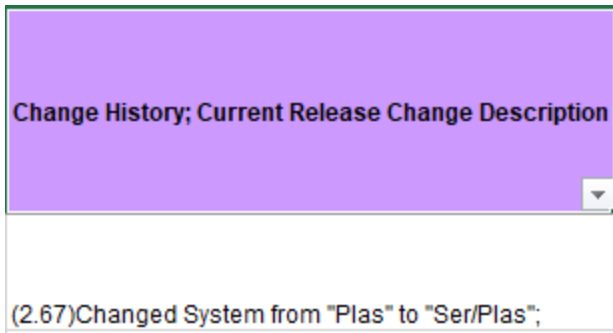 Change History; Current Release Change Description
(2.67)Changed System from "Plas" to "Ser/Plas";